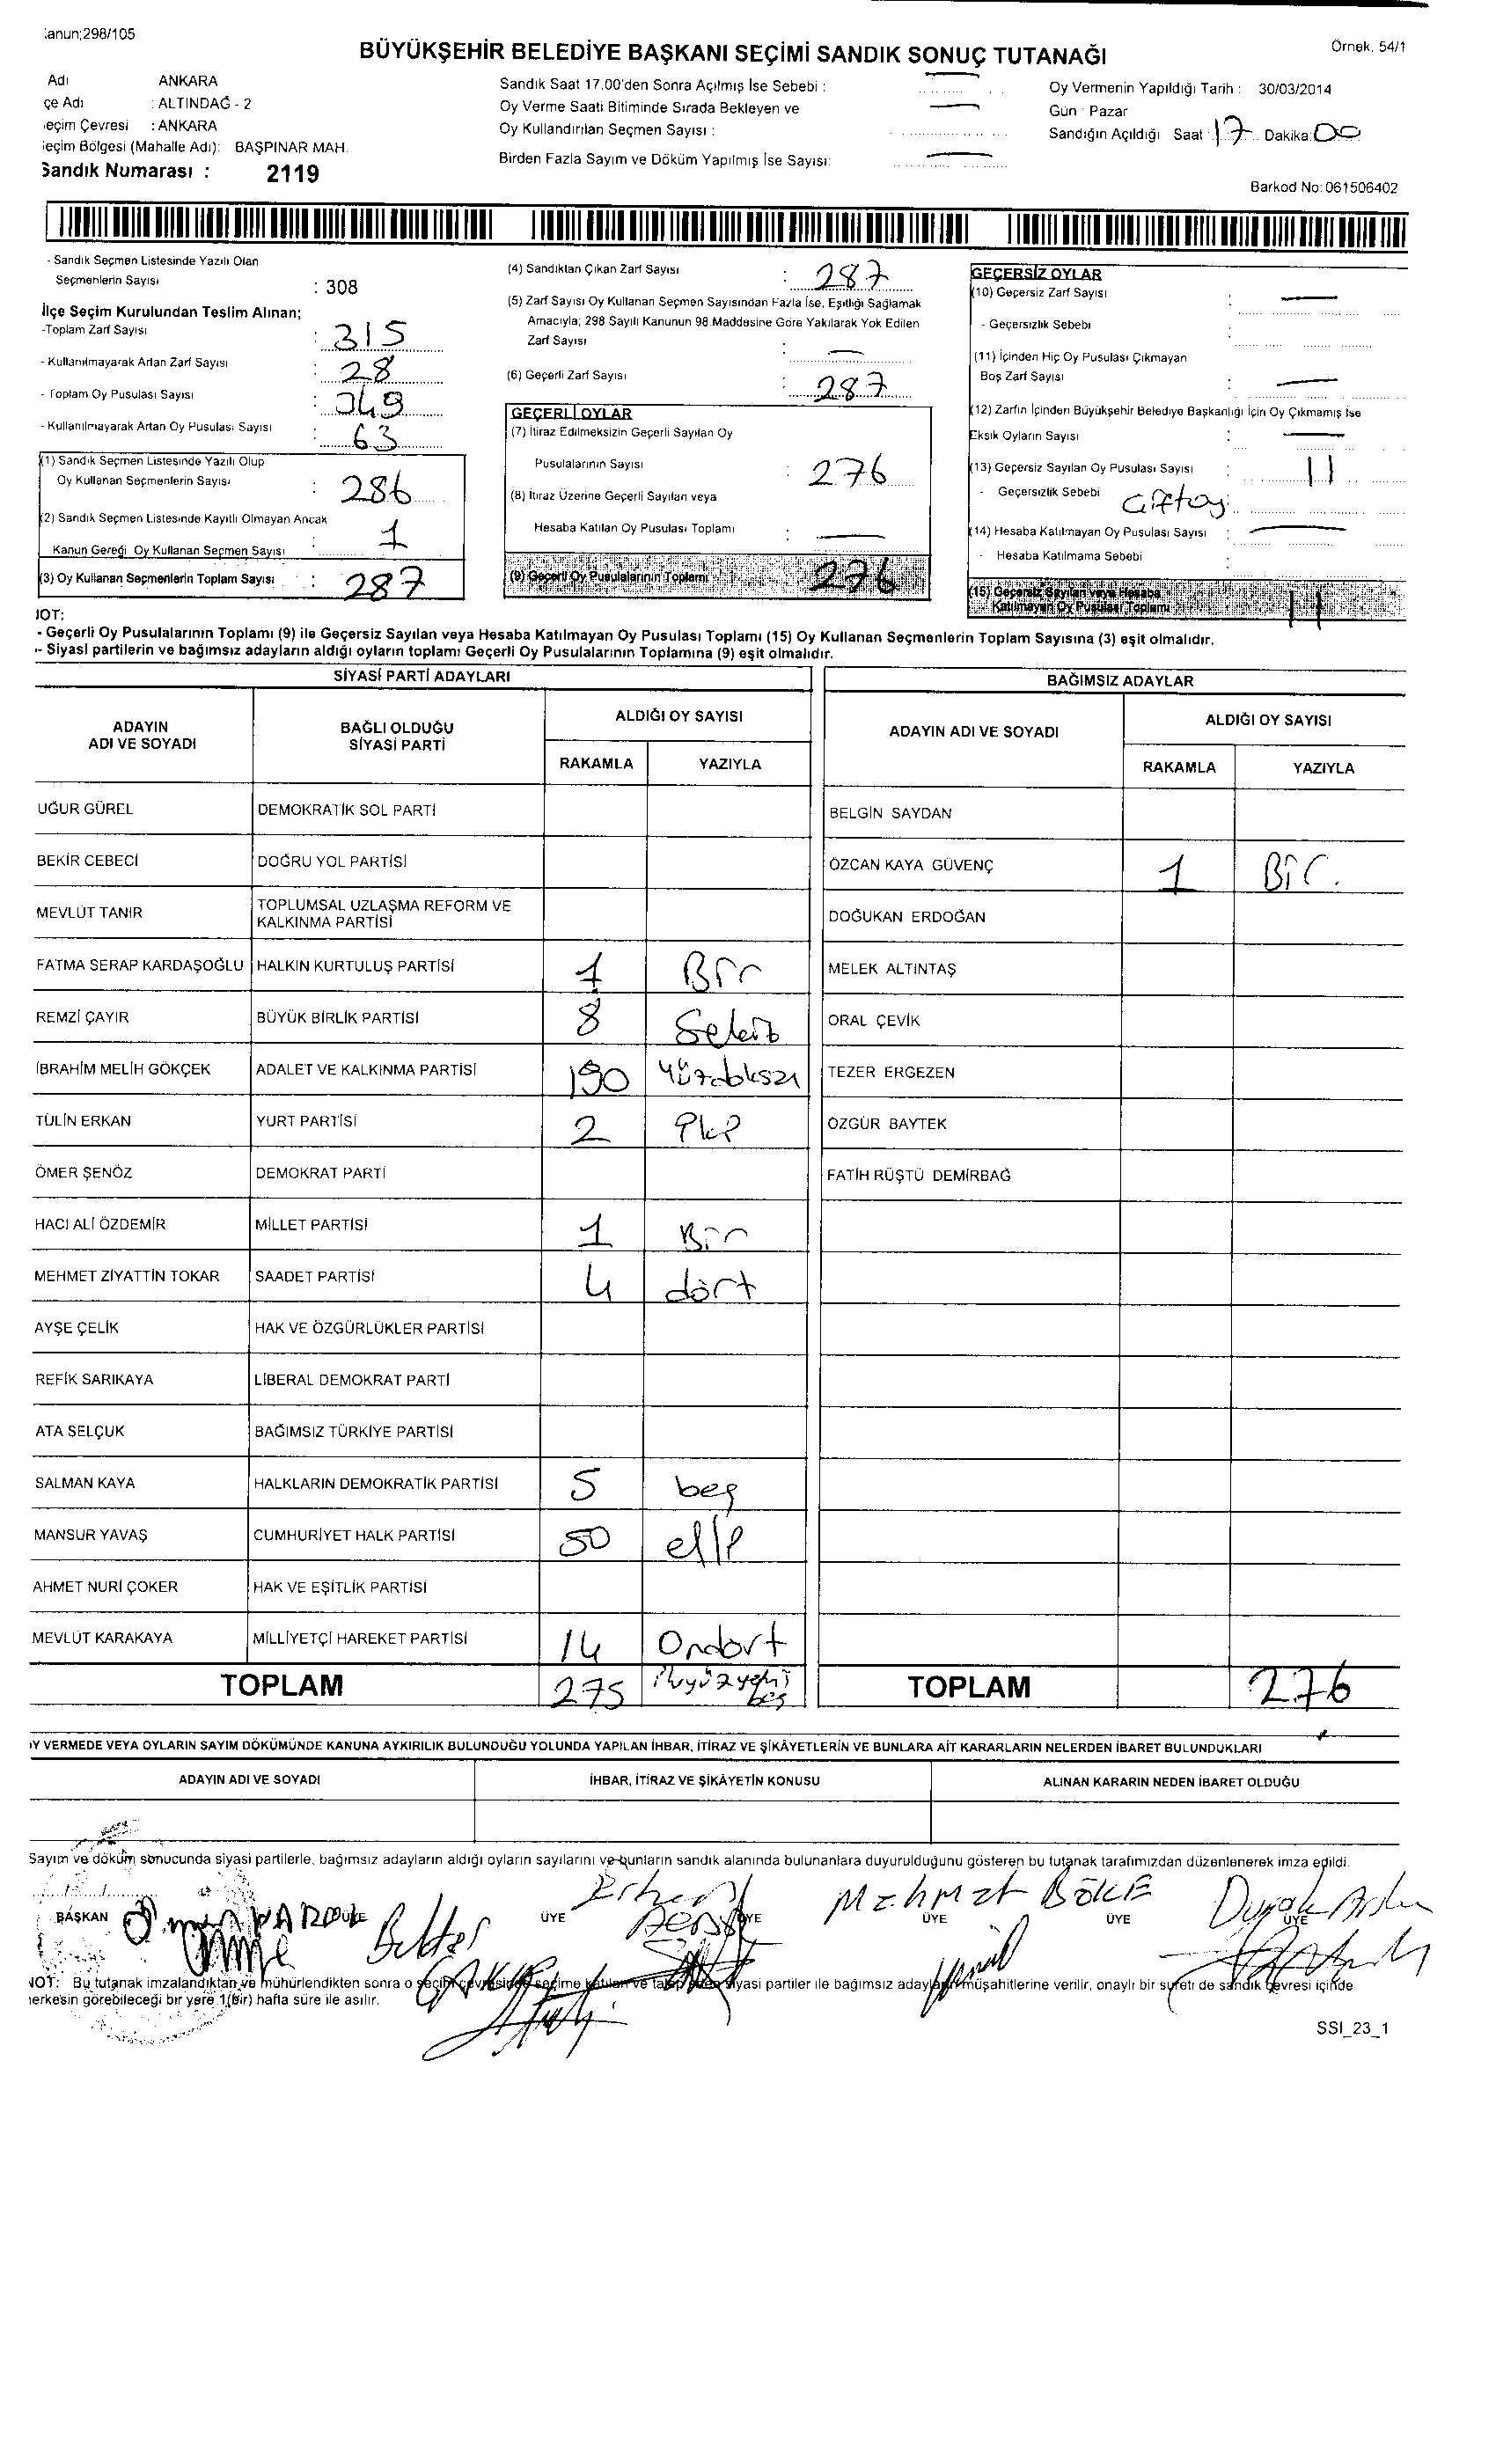 BÜYÜKŞEHİR BELEDİYE BAŞKANI SEÇİMİ SANDIK SONUÇ TUTANAĞI
Örnek. 54/1
Adı ANKARA
: ALTINDAĞ - 2
: ANKARA
(Mahalle Adı): BAŞPINAR MAH.
Sandık Numarası : 2119
Sandık Saat 17.00'den Sonra Açılmış İse Sebebi :
Oy Verme Saati Bitiminde Sırada Bekleyen ve
Oy Kullandırılan Seçmen Sayısı :
Birden Fazla Sayım ve Döküm Yapılmış İse Sayısı:
Oy Vermenin Yapıldığı Tarih : 30/03/2014
Gün : Pazar
Sandığın Açıldığı Saat 17 Dakika: 00
Barkod No: 061506402
- Sandık Seçmen Listesinde Yazılı Olan
Seçmenlerin Sayısı : 308
İlçe Seçim Kurulundan Teslim Alınan;
-Toplam Zarf Sayısı : 315
- Kullanılmayarak Artan Zarf Sayısı : 28
- Toplam Oy Pusulası Sayısı :
- Kullanılmayarak Artan Oy Pusulası Sayısı : 63
(1) Sandık Seçmen Listesinde Yazılı Olup
Oy Kullanan Seçmenlerin Sayısı : 286
(2) Sandık Seçmen Listesinde Kayıtlı Olmayan Ancak
Kanun Gereği Oy Kullanan Seçmen Sayısı : 1
(3) Oy Kullanan Seçmenlerin Toplam Sayısı : 287
(4) Sandıktan Çıkan Zarf Sayısı : 287
(5) Zarf Sayısı Oy Kullanan Seçmen Sayısından Fazla İse, Eşitliği Sağlamak
Amacıyla; 298 Sayılı Kanunun 98.Maddesine Göre Yakılarak Yok Edilen
Zarf Sayısı : —
(6) Geçerli Zarf Sayısı : 287
GEÇERLİ OYLAR
(7) İtiraz Edilmeksizin Geçerli Sayılan Oy
Pusulalarının Sayısı : 276
(8) İtiraz Üzerine Geçerli Sayılan veya
Hesaba Katılan Oy Pusulası Toplamı : —
(9) Geçerli Oy Pusulalarının Toplamı : 276
GEÇERSİZ OYLAR
(10) Geçersiz Zarf Sayısı : —
- Geçersizlik Sebebi :
(11) İçinden Hiç Oy Pusulası Çıkmayan
Boş Zarf Sayısı : —
(12) Zarfın İçinden Büyükşehir Belediye Başkanlığı İçin Oy Çıkmamış İse
Eksik Oyların Sayısı : —
(13) Geçersiz Sayılan Oy Pusulası Sayısı : 11
- Geçersizlik Sebebi Çiftoy
(14) Hesaba Katılmayan Oy Pusulası Sayısı : —
- Hesaba Katılmama Sebebi :
(15) Geçersiz Sayılan veya Hesaba
Katılmayan Oy Pusulası Toplamı : 11
- Geçerli Oy Pusulalarının Toplamı (9) ile Geçersiz Sayılan veya Hesaba Katılmayan Oy Pusulası Toplamı (15) Oy Kullanan Seçmenlerin Toplam Sayısına (3) eşit olmalıdır.
- Siyasi partilerin ve bağımsız adayların aldığı oyların toplamı Geçerli Oy Pusulalarının Toplamına (9) eşit olmalıdır.
SİYASİ PARTİ ADAYLARI
ADAYIN ADI VE SOYADI BAĞLI OLDUĞU SİYASİ PARTİ ALDIĞI OY SAYISI
RAKAMLA YAZIYLA
UĞUR GÜREL DEMOKRATİK SOL PARTİ
BEKİR CEBECİ DOĞRU YOL PARTİSİ
MEVLÜT TANIR TOPLUMSAL UZLAŞMA REFORM VE KALKINMA PARTİSİ
FATMA SERAP KARDAŞOĞLU HALKIN KURTULUŞ PARTİSİ 1 Bir
REMZİ ÇAYIR BÜYÜK BİRLİK PARTİSİ 8 Sekiz
İBRAHİM MELİH GÖKÇEK ADALET VE KALKINMA PARTİSİ 190
TÜLİN ERKAN YURT PARTİSİ 2 iki
ÖMER ŞENÖZ DEMOKRAT PARTİ
HACI ALİ ÖZDEMİR MİLLET PARTİSİ 1 Bir
MEHMET ZİYATTİN TOKAR SAADET PARTİSİ 4 dört
AYŞE ÇELİK HAK VE ÖZGÜRLÜKLER PARTİSİ
REFİK SARIKAYA LİBERAL DEMOKRAT PARTİ
ATA SELÇUK BAĞIMSIZ TÜRKİYE PARTİSİ
SALMAN KAYA HALKLARIN DEMOKRATİK PARTİSİ 5 beş
MANSUR YAVAŞ CUMHURİYET HALK PARTİSİ 50 elli
AHMET NURİ ÇOKER HAK VE EŞİTLİK PARTİSİ
MEVLÜT KARAKAYA MİLLİYETÇİ HAREKET PARTİSİ 14 Ondört
TOPLAM 275 ikiyüzyetmiş beş
BAĞIMSIZ ADAYLAR
ADAYIN ADI VE SOYADI ALDIĞI OY SAYISI
RAKAMLA YAZIYLA
BELGİN SAYDAN
ÖZCAN KAYA GÜVENÇ 1 Bir.
DOĞUKAN ERDOĞAN
MELEK ALTINTAŞ
ORAL ÇEVİK
TEZER ERGEZEN
ÖZGÜR BAYTEK
FATİH RÜŞTÜ DEMİRBAĞ
TOPLAM 276
OY VERMEDE VEYA OYLARIN SAYIM DÖKÜMÜNDE KANUNA AYKIRILIK BULUNDUĞU YOLUNDA YAPILAN İHBAR, İTİRAZ VE ŞİKÂYETLERİN VE BUNLARA AİT KARARLARIN NELERDEN İBARET BULUNDUKLARI
ADAYIN ADI VE SOYADI İHBAR, İTİRAZ VE ŞİKÂYETİN KONUSU ALINAN KARARIN NEDEN İBARET OLDUĞU
Sayım ve döküm sonucunda siyasi partilerle, bağımsız adayların aldığı oyların sayılarını ve bunların sandık alanında bulunanlara duyurulduğunu gösteren bu tutanak tarafımızdan düzenlenerek imza edildi.
Mehmet BÖKE
BAŞKAN ÜYE ÜYE ÜYE ÜYE ÜYE ÜYE
NOT: Bu tutanak imzalandıktan ve mühürlendikten sonra o seçim çevresinde seçime katılan ve talep eden siyasi partiler ile bağımsız adayların müşahitlerine verilir, onaylı bir sureti de sandık çevresi içinde
herkesin görebileceği bir yere 1(Bir) hafta süre ile asılır.
SSI_23_1